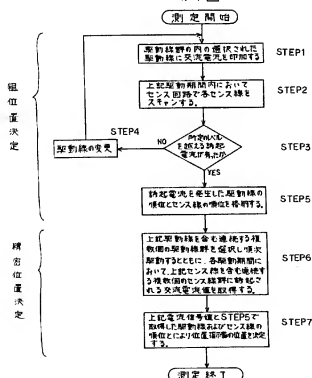 測定開始
駆動線群の内の選択された
駆動線に交流電流を印加する
STEP1
上記駆動期間内において
センス回路で各センス線を
スキャンする。
STEP2
所定のレベル
を越える誘起
電流が有ったか
STEP3
NO
STEP4
駆動線の変更
YES
誘起電流を発生した駆動線の
順位とセンス線の順位を格納する。
STEP5
上記駆動線を含む連続する複
数個の駆動線群を選択し順次
駆動するとともに、各駆動期間に
おいて、上記センス線を含む連続す
る複数個のセンス線群に誘起され
る交流電流値を取得する。
STEP6
上記電流信号値とSTEP5で
取得した駆動線およびセンス線の
順位とにより位置指示器の位置を決定
する。
STEP7
測定終了
粗位置決定
精密位置決定